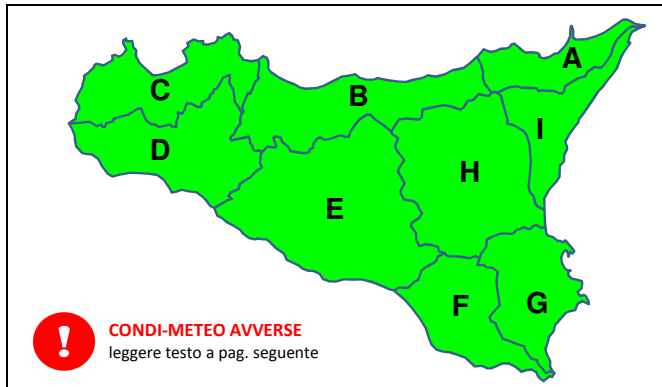 A
C
B
I
D
H
E
F
G
!
CONDI-METEO AVVERSE
leggere testo a pag. seguente